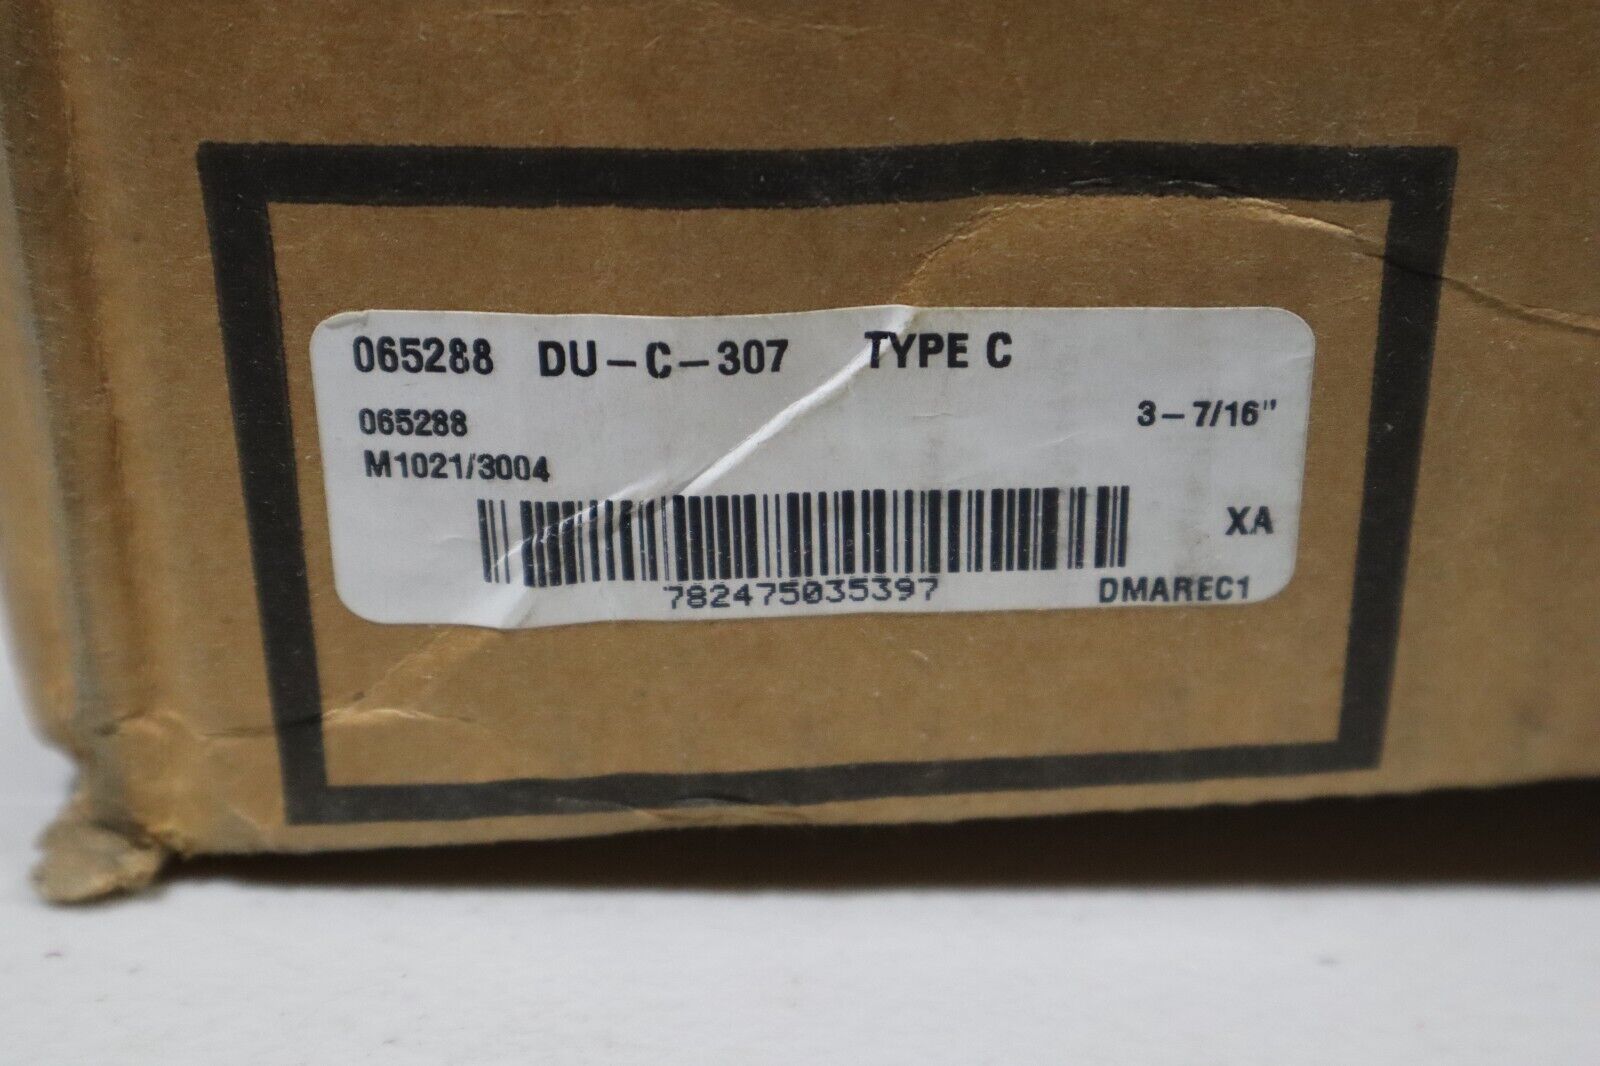 065288 DU-C-307 TYPE C
065288 3-7/16"
M1021/3004
XA
782475035397 DMAREC1